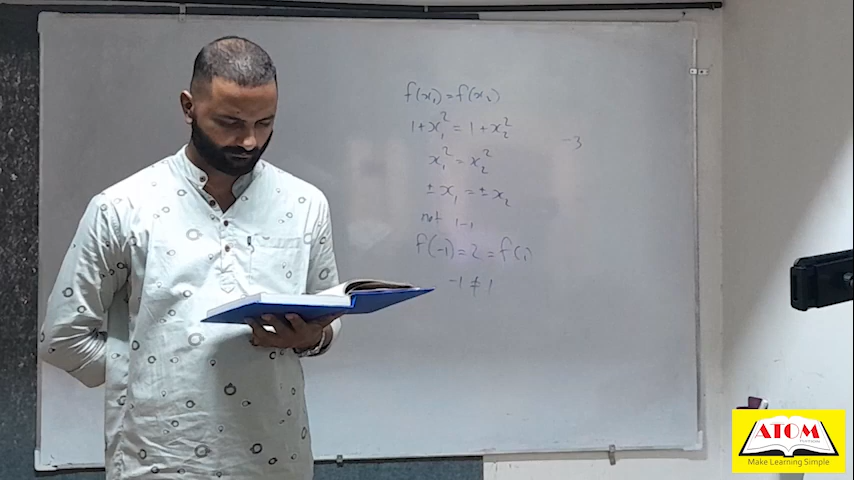 f(x₁) = f(x₂)
1+x₁² = 1+x₂²
x₁² = x₂²
± x₁ = ± x₂
not 1-1
f(-1) = 2 = f(1)
-1 ≠ 1
-3
ATOM
Make Learning Simple